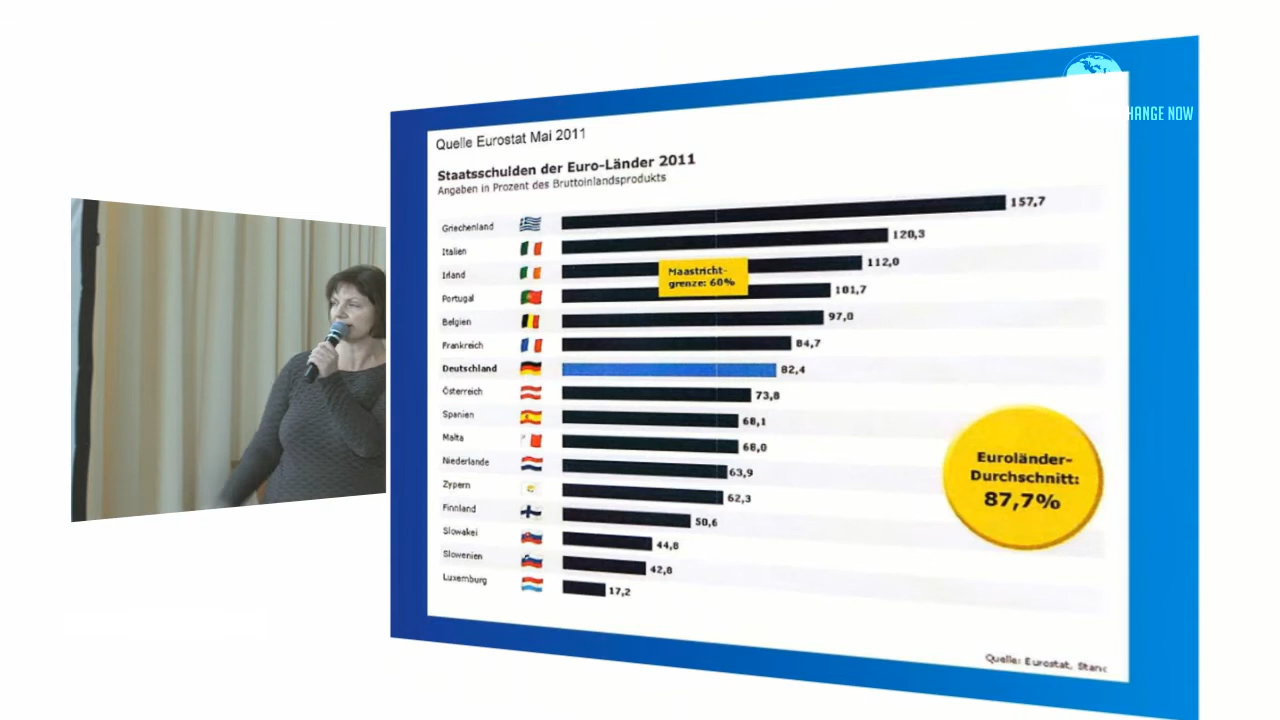 HANGE NOW
Quelle Eurostat Mai 2011
Staatsschulden der Euro-Länder 2011
Angaben in Prozent des Bruttoinlandsprodukts
Griechenland 157,7
Italien 120,3
Irland 112,0
Maastricht-
grenze: 60%
Portugal 101,7
Belgien 97,0
Frankreich 84,7
Deutschland 82,4
Österreich 73,8
Spanien 68,1
Malta 68,0
Niederlande 63,9
Zypern 62,3
Finnland 50,6
Slowakei 44,8
Slowenien 42,8
Luxemburg 17,2
Euroländer-
Durchschnitt:
87,7%
Quelle: Eurostat, Stand